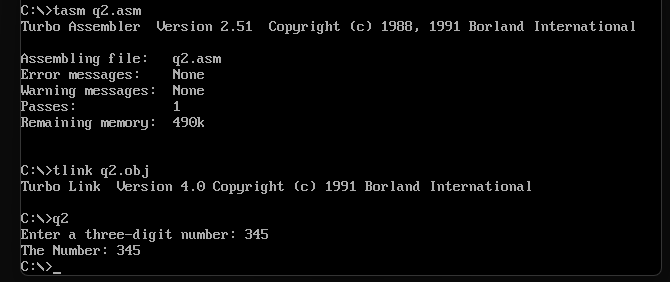 C:\>tasm q2.asm
Turbo Assembler  Version 2.51  Copyright (c) 1988, 1991 Borland International
Assembling file:   q2.asm
Error messages:    None
Warning messages:  None
Passes:            1
Remaining memory:  490k
C:\>tlink q2.obj
Turbo Link  Version 4.0 Copyright (c) 1991 Borland International
C:\>q2
Enter a three-digit number: 345
The Number: 345
C:\>_